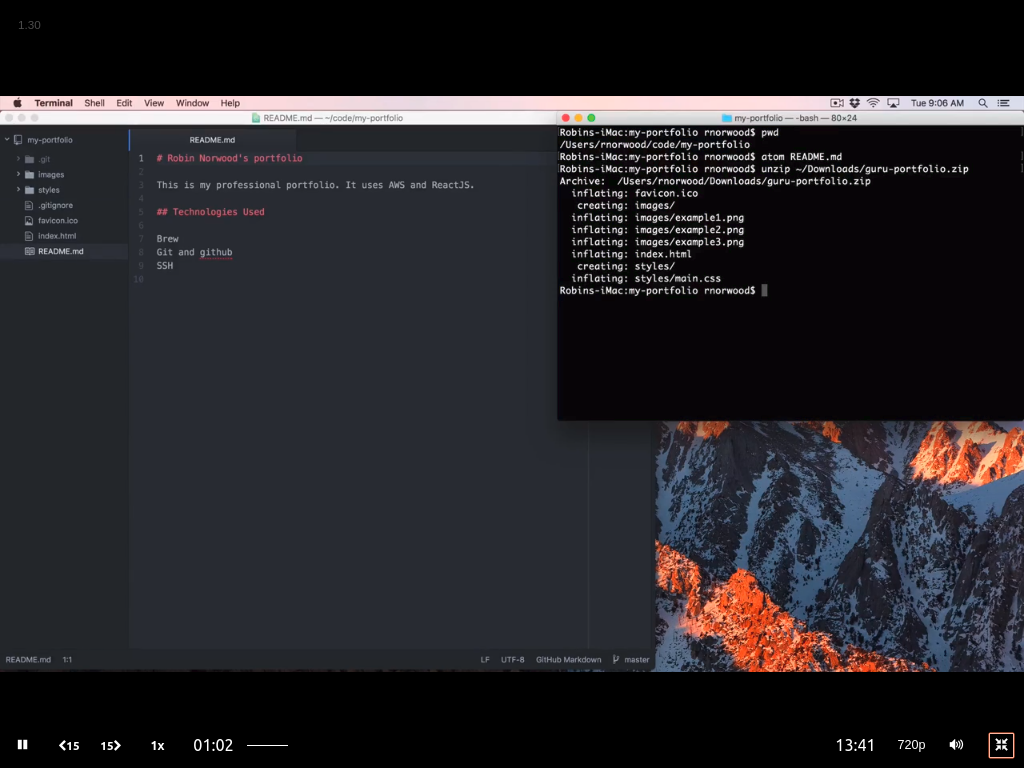 1.30
Terminal Shell Edit View Window Help
Tue 9:06 AM
README.md — ~/code/my-portfolio
my-portfolio
.git
images
styles
.gitignore
favicon.ico
index.html
README.md
README.md
1 # Robin Norwood's portfolio
2
3 This is my professional portfolio. It uses AWS and ReactJS.
4
5 ## Technologies Used
6
7 Brew
8 Git and github
9 SSH
10
my-portfolio — -bash — 80×24
Robins-iMac:my-portfolio rnorwood$ pwd
/Users/rnorwood/code/my-portfolio
Robins-iMac:my-portfolio rnorwood$ atom README.md
Robins-iMac:my-portfolio rnorwood$ unzip ~/Downloads/guru-portfolio.zip
Archive:  /Users/rnorwood/Downloads/guru-portfolio.zip
  inflating: favicon.ico
   creating: images/
  inflating: images/example1.png
  inflating: images/example2.png
  inflating: images/example3.png
  inflating: index.html
   creating: styles/
  inflating: styles/main.css
Robins-iMac:my-portfolio rnorwood$
README.md 1:1
LF UTF-8 GitHub Markdown master
15 15 1x 01:02 13:41 720p